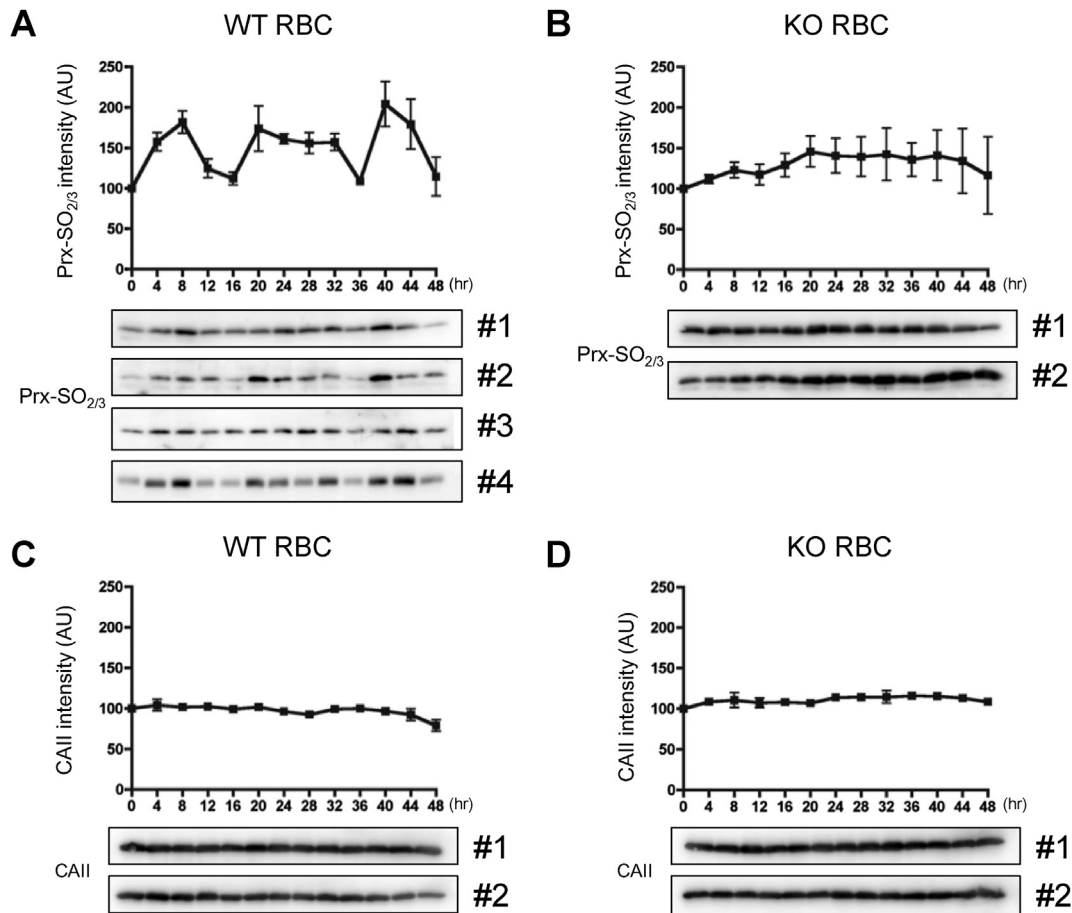 A
WT RBC
Prx-SO2/3 intensity (AU)
250
200
150
100
50
0
0 4 8 12 16 20 24 28 32 36 40 44 48 (hr)
Prx-SO2/3
#1
#2
#3
#4
B
KO RBC
Prx-SO2/3 intensity (AU)
250
200
150
100
50
0
0 4 8 12 16 20 24 28 32 36 40 44 48 (hr)
Prx-SO2/3
#1
#2
C
WT RBC
CAII intensity (AU)
250
200
150
100
50
0
0 4 8 12 16 20 24 28 32 36 40 44 48 (hr)
CAII
#1
#2
D
KO RBC
CAII intensity (AU)
250
200
150
100
50
0
0 4 8 12 16 20 24 28 32 36 40 44 48 (hr)
CAII
#1
#2